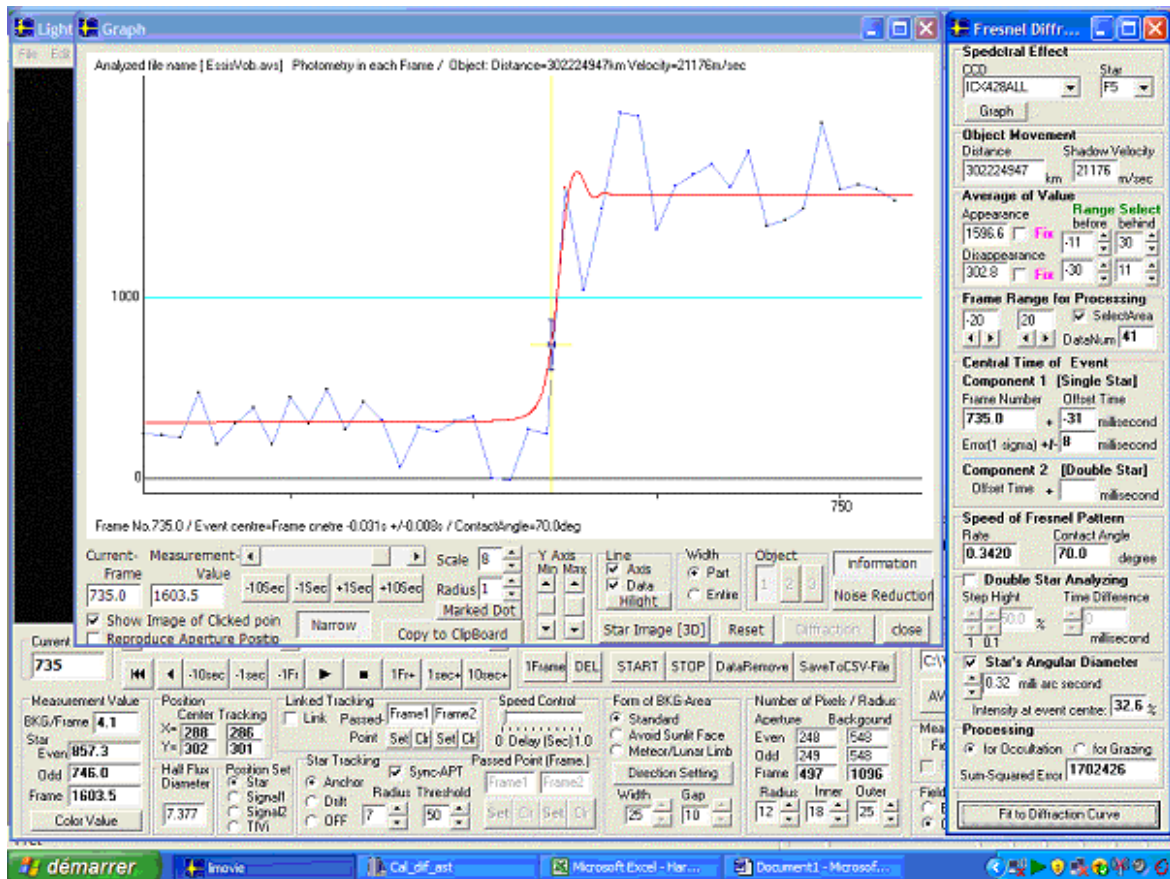 Light
Graph
Fresnel Diffr...
File Edit
Analyzed file name [ EssisVob.avs] Photometry in each Frame / Object: Distance=302224947km Velocity=21176m/sec
1000
0
750
Frame No.735.0 / Event centre=Frame cnetre -0.031s +/-0.008s / ContactAngle=70.0deg
Current-
Frame
735.0
Measurement-
Value
1603.5
-10Sec -1Sec +1Sec +10Sec
Scale 8
Radius 1
Marked Dot
Show Image of Clicked poin
Reproduce Aperture Positio
Narrow
Copy to ClipBoard
Y Axis
Min Max
Line
Axis
Data
Hilight
Width
Part
Entire
Object
1 2 3
Information
Noise Reduction
Star Image [3D] Reset Diffraction close
Spedctral Effect
CCD Star
ICX428ALL F5
Graph
Object Movement
Distance Shadow Velocity
302224947 km 21176 m/sec
Average of Value
Appearance Range Select
1596.6 Fix before behind
-11 30
Disappearance
302.8 Fix -30 11
Frame Range for Processing
-20 20 SelectArea
DataNum 41
Central Time of Event
Component 1 [Single Star]
Frame Number Offset Time
735.0 + -31 millisecond
Error(1 sigma) +/- 8 millisecond
Component 2 [Double Star]
Offset Time + millisecond
Speed of Fresnel Pattern
Rate Contact Angle
0.3420 70.0 degree
Double Star Analyzing
Step Hight Time Difference
50.0 % 0
1 0.1 millisecond
Star's Angular Diameter
0.32 milli arc second
Intensity at event centre: 32.6 %
Processing
for Occultation for Grazing
Sum-Squared Error 1702426
Fit to Diffraction Curve
Current
735
-10sec -1sec -1Fr 1Fr+ 1sec+ 10sec+
1Frame DEL START STOP DataRemove SaveToCSV-File
C:\
AV
Measurement Value
BKG/Frame 4.1
Star
Even 857.3
Odd 746.0
Frame 1603.5
Color Value
Position
Center Tracking
X= 288 286
Y= 302 301
Half Flux
Diameter
7.377
Position Set
Star
Signal1
Signal2
TIVi
Linked Tracking
Link Passed- Frame1 Frame2
Point Set Clr Set Clr
Speed Control
0 Delay (Sec) 1.0
Star Tracking
Anchor
Drift
OFF
Sync-APT
Radius Threshold
7 50
Passed Point (Frame.)
Frame1 Frame2
Set Clr Set Clr
Form of BKG-Area
Standard
Avoid Sunlit Face
Meteor/Lunar Limb
Direction Setting
Width Gap
25 10
Number of Pixels / Radius
Aperture Backgound
Even 248 548
Odd 249 548
Frame 497 1096
Radius Inner Outer
12 18 25
Mea
Fie
Field
démarrer
limovie
Cal_dif_ast
Microsoft Excel - Har...
Document1 - Microsof...